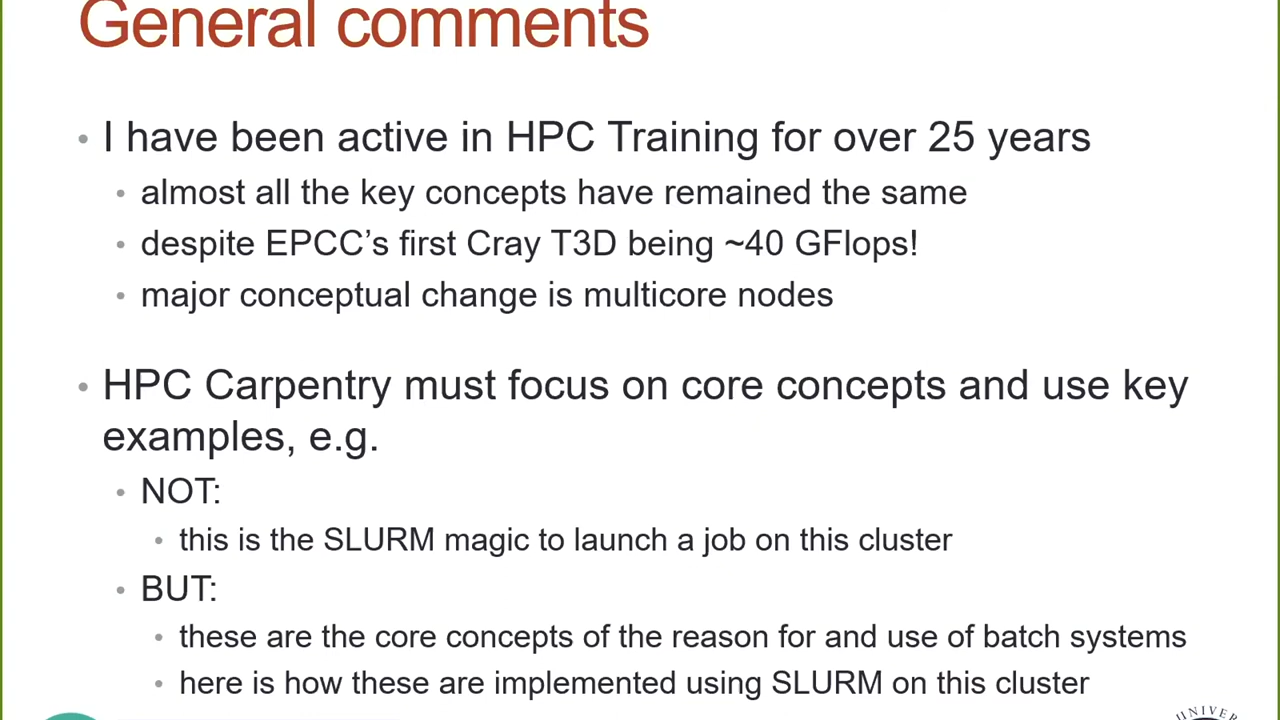 General comments
• I have been active in HPC Training for over 25 years
• almost all the key concepts have remained the same
• despite EPCC's first Cray T3D being ~40 GFlops!
• major conceptual change is multicore nodes
• HPC Carpentry must focus on core concepts and use key
examples, e.g.
• NOT:
• this is the SLURM magic to launch a job on this cluster
• BUT:
• these are the core concepts of the reason for and use of batch systems
• here is how these are implemented using SLURM on this cluster